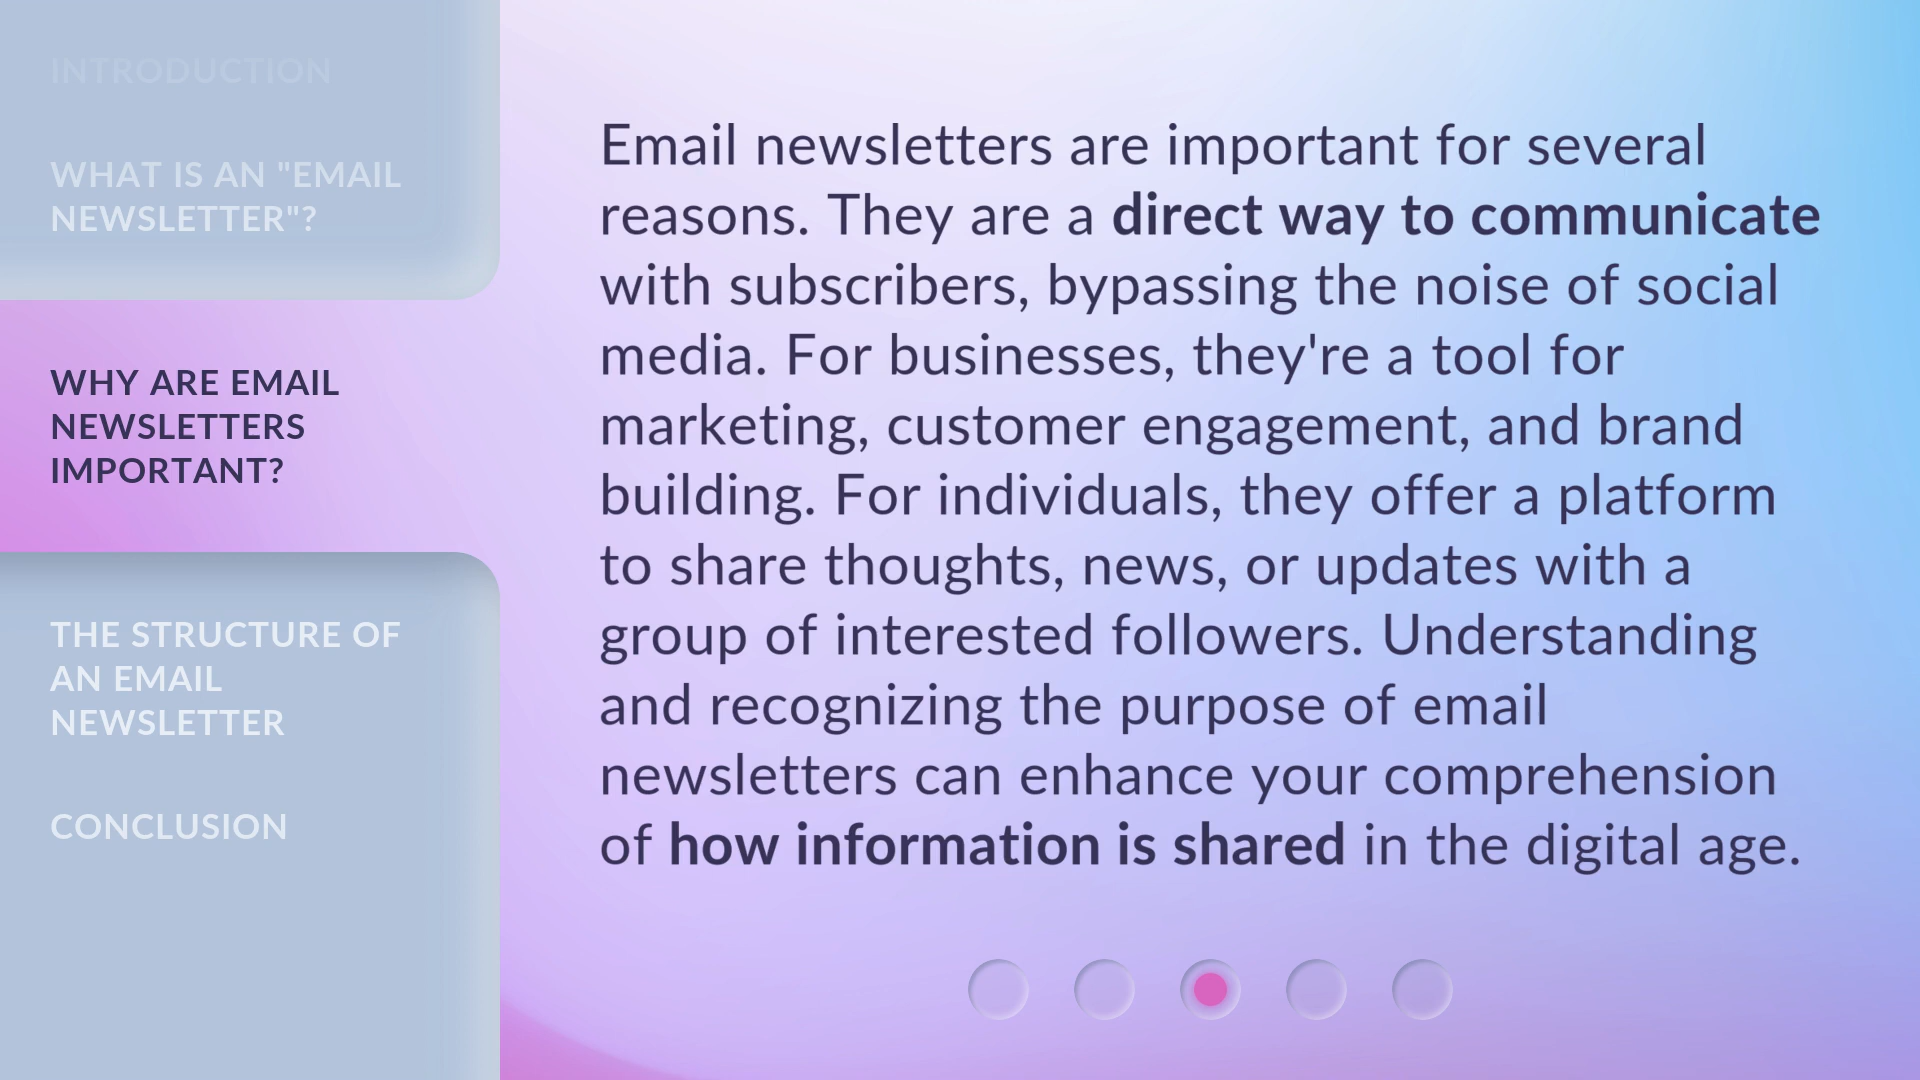 INTRODUCTION
WHAT IS AN "EMAIL
NEWSLETTER"?
WHY ARE EMAIL
NEWSLETTERS
IMPORTANT?
THE STRUCTURE OF
AN EMAIL
NEWSLETTER
CONCLUSION
Email newsletters are important for several
reasons. They are a direct way to communicate
with subscribers, bypassing the noise of social
media. For businesses, they're a tool for
marketing, customer engagement, and brand
building. For individuals, they offer a platform
to share thoughts, news, or updates with a
group of interested followers. Understanding
and recognizing the purpose of email
newsletters can enhance your comprehension
of how information is shared in the digital age.